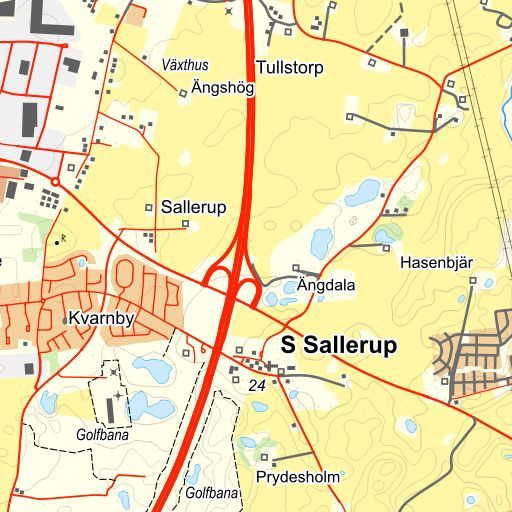 Växthus
Tullstorp
Ängshög
Sallerup
Hasenbjär
e
Ängdala
Kvarnby
S Sallerup
24
Golfbana
Prydesholm
Golfbana
R